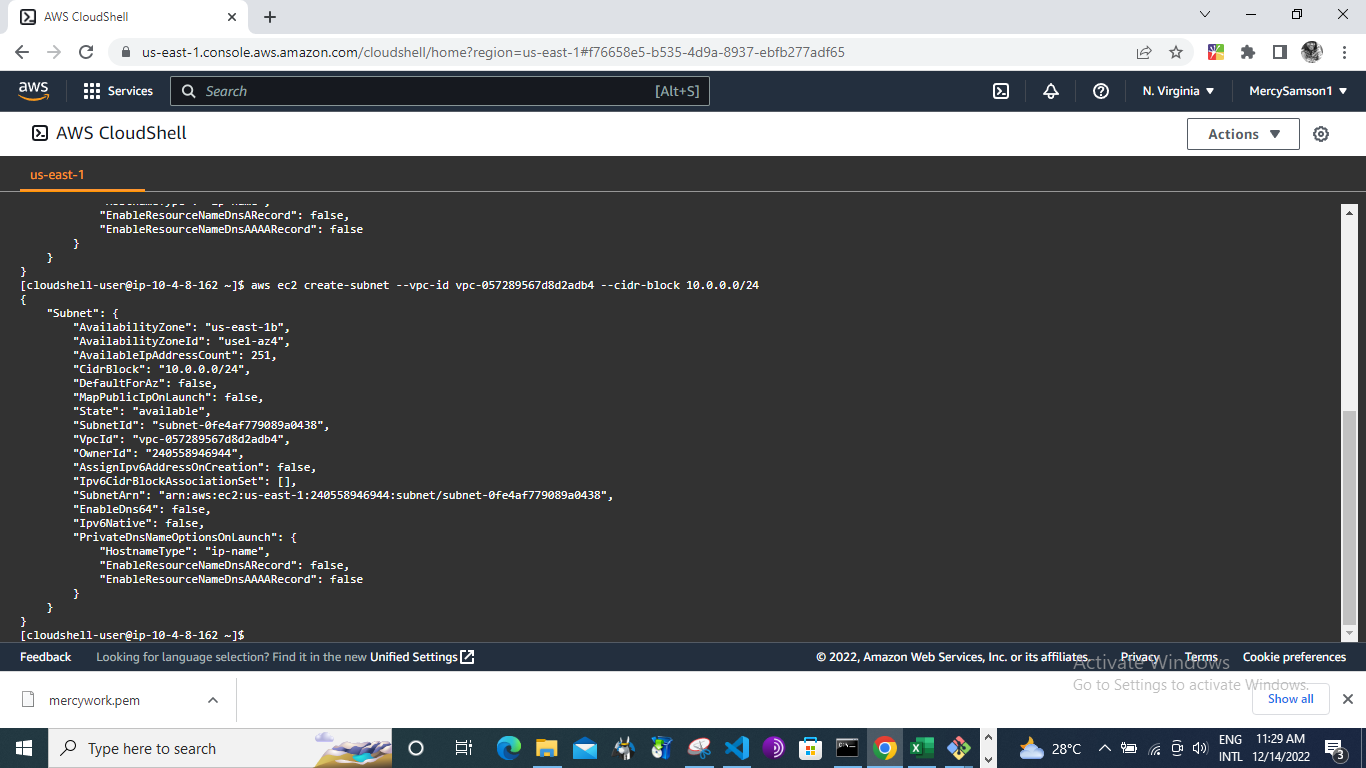 AWS CloudShell
us-east-1.console.aws.amazon.com/cloudshell/home?region=us-east-1#f76658e5-b535-4d9a-8937-ebfb277adf65
aws Services Search [Alt+S] N. Virginia MercySamson1
AWS CloudShell Actions
us-east-1
"HostnameType": "ip-name",
            "EnableResourceNameDnsARecord": false,
            "EnableResourceNameDnsAAAARecord": false
        }
    }
}
[cloudshell-user@ip-10-4-8-162 ~]$ aws ec2 create-subnet --vpc-id vpc-057289567d8d2adb4 --cidr-block 10.0.0.0/24
{
    "Subnet": {
        "AvailabilityZone": "us-east-1b",
        "AvailabilityZoneId": "use1-az4",
        "AvailableIpAddressCount": 251,
        "CidrBlock": "10.0.0.0/24",
        "DefaultForAz": false,
        "MapPublicIpOnLaunch": false,
        "State": "available",
        "SubnetId": "subnet-0fe4af779089a0438",
        "VpcId": "vpc-057289567d8d2adb4",
        "OwnerId": "240558946944",
        "AssignIpv6AddressOnCreation": false,
        "Ipv6CidrBlockAssociationSet": [],
        "SubnetArn": "arn:aws:ec2:us-east-1:240558946944:subnet/subnet-0fe4af779089a0438",
        "EnableDns64": false,
        "Ipv6Native": false,
        "PrivateDnsNameOptionsOnLaunch": {
            "HostnameType": "ip-name",
            "EnableResourceNameDnsARecord": false,
            "EnableResourceNameDnsAAAARecord": false
        }
    }
}
[cloudshell-user@ip-10-4-8-162 ~]$
Feedback Looking for language selection? Find it in the new Unified Settings © 2022, Amazon Web Services, Inc. or its affiliates. Privacy Terms Cookie preferences
Activate Windows
Go to Settings to activate Windows.
mercywork.pem Show all
Type here to search 28°C ENG 11:29 AM
INTL 12/14/2022 3